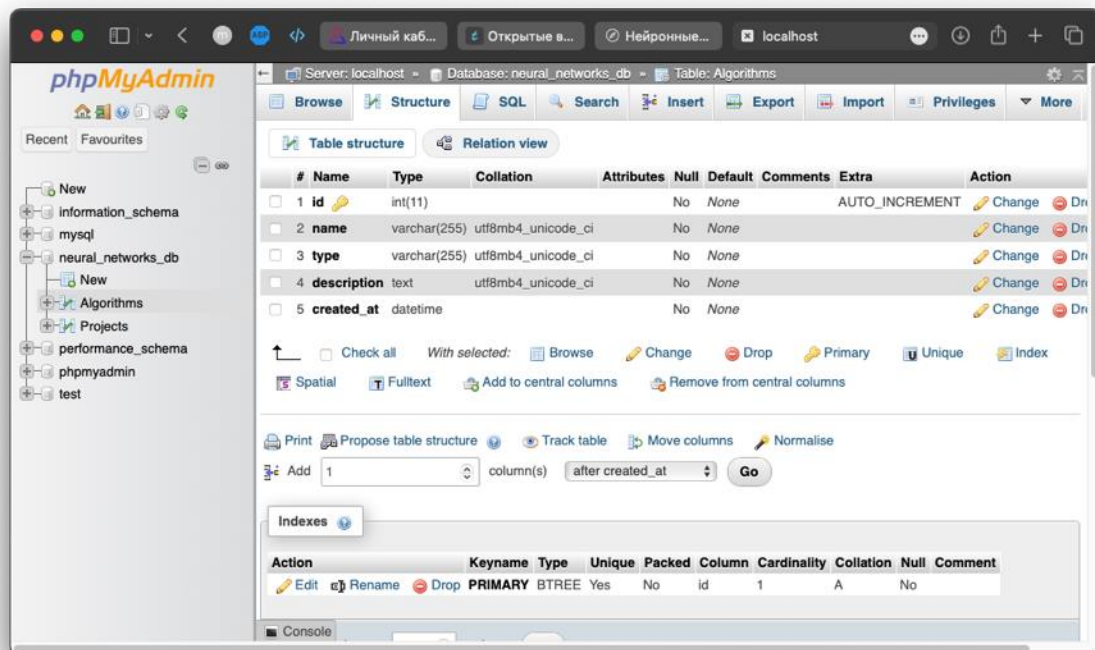 Личный каб...
Открытые в...
Нейронные...
localhost
phpMyAdmin
Recent Favourites
New
information_schema
mysql
neural_networks_db
New
Algorithms
Projects
performance_schema
phpmyadmin
test
Server: localhost » Database: neural_networks_db » Table: Algorithms
Browse Structure SQL Search Insert Export Import Privileges More
Table structure Relation view
# Name Type Collation Attributes Null Default Comments Extra Action
1 id int(11) No None AUTO_INCREMENT Change Dr
2 name varchar(255) utf8mb4_unicode_ci No None Change Dr
3 type varchar(255) utf8mb4_unicode_ci No None Change Dr
4 description text utf8mb4_unicode_ci No None Change Dr
5 created_at datetime No None Change Dr
Check all With selected: Browse Change Drop Primary Unique Index
Spatial Fulltext Add to central columns Remove from central columns
Print Propose table structure Track table Move columns Normalise
Add 1 column(s) after created_at Go
Indexes
Action Keyname Type Unique Packed Column Cardinality Collation Null Comment
Edit Rename Drop PRIMARY BTREE Yes No id 1 A No
Console